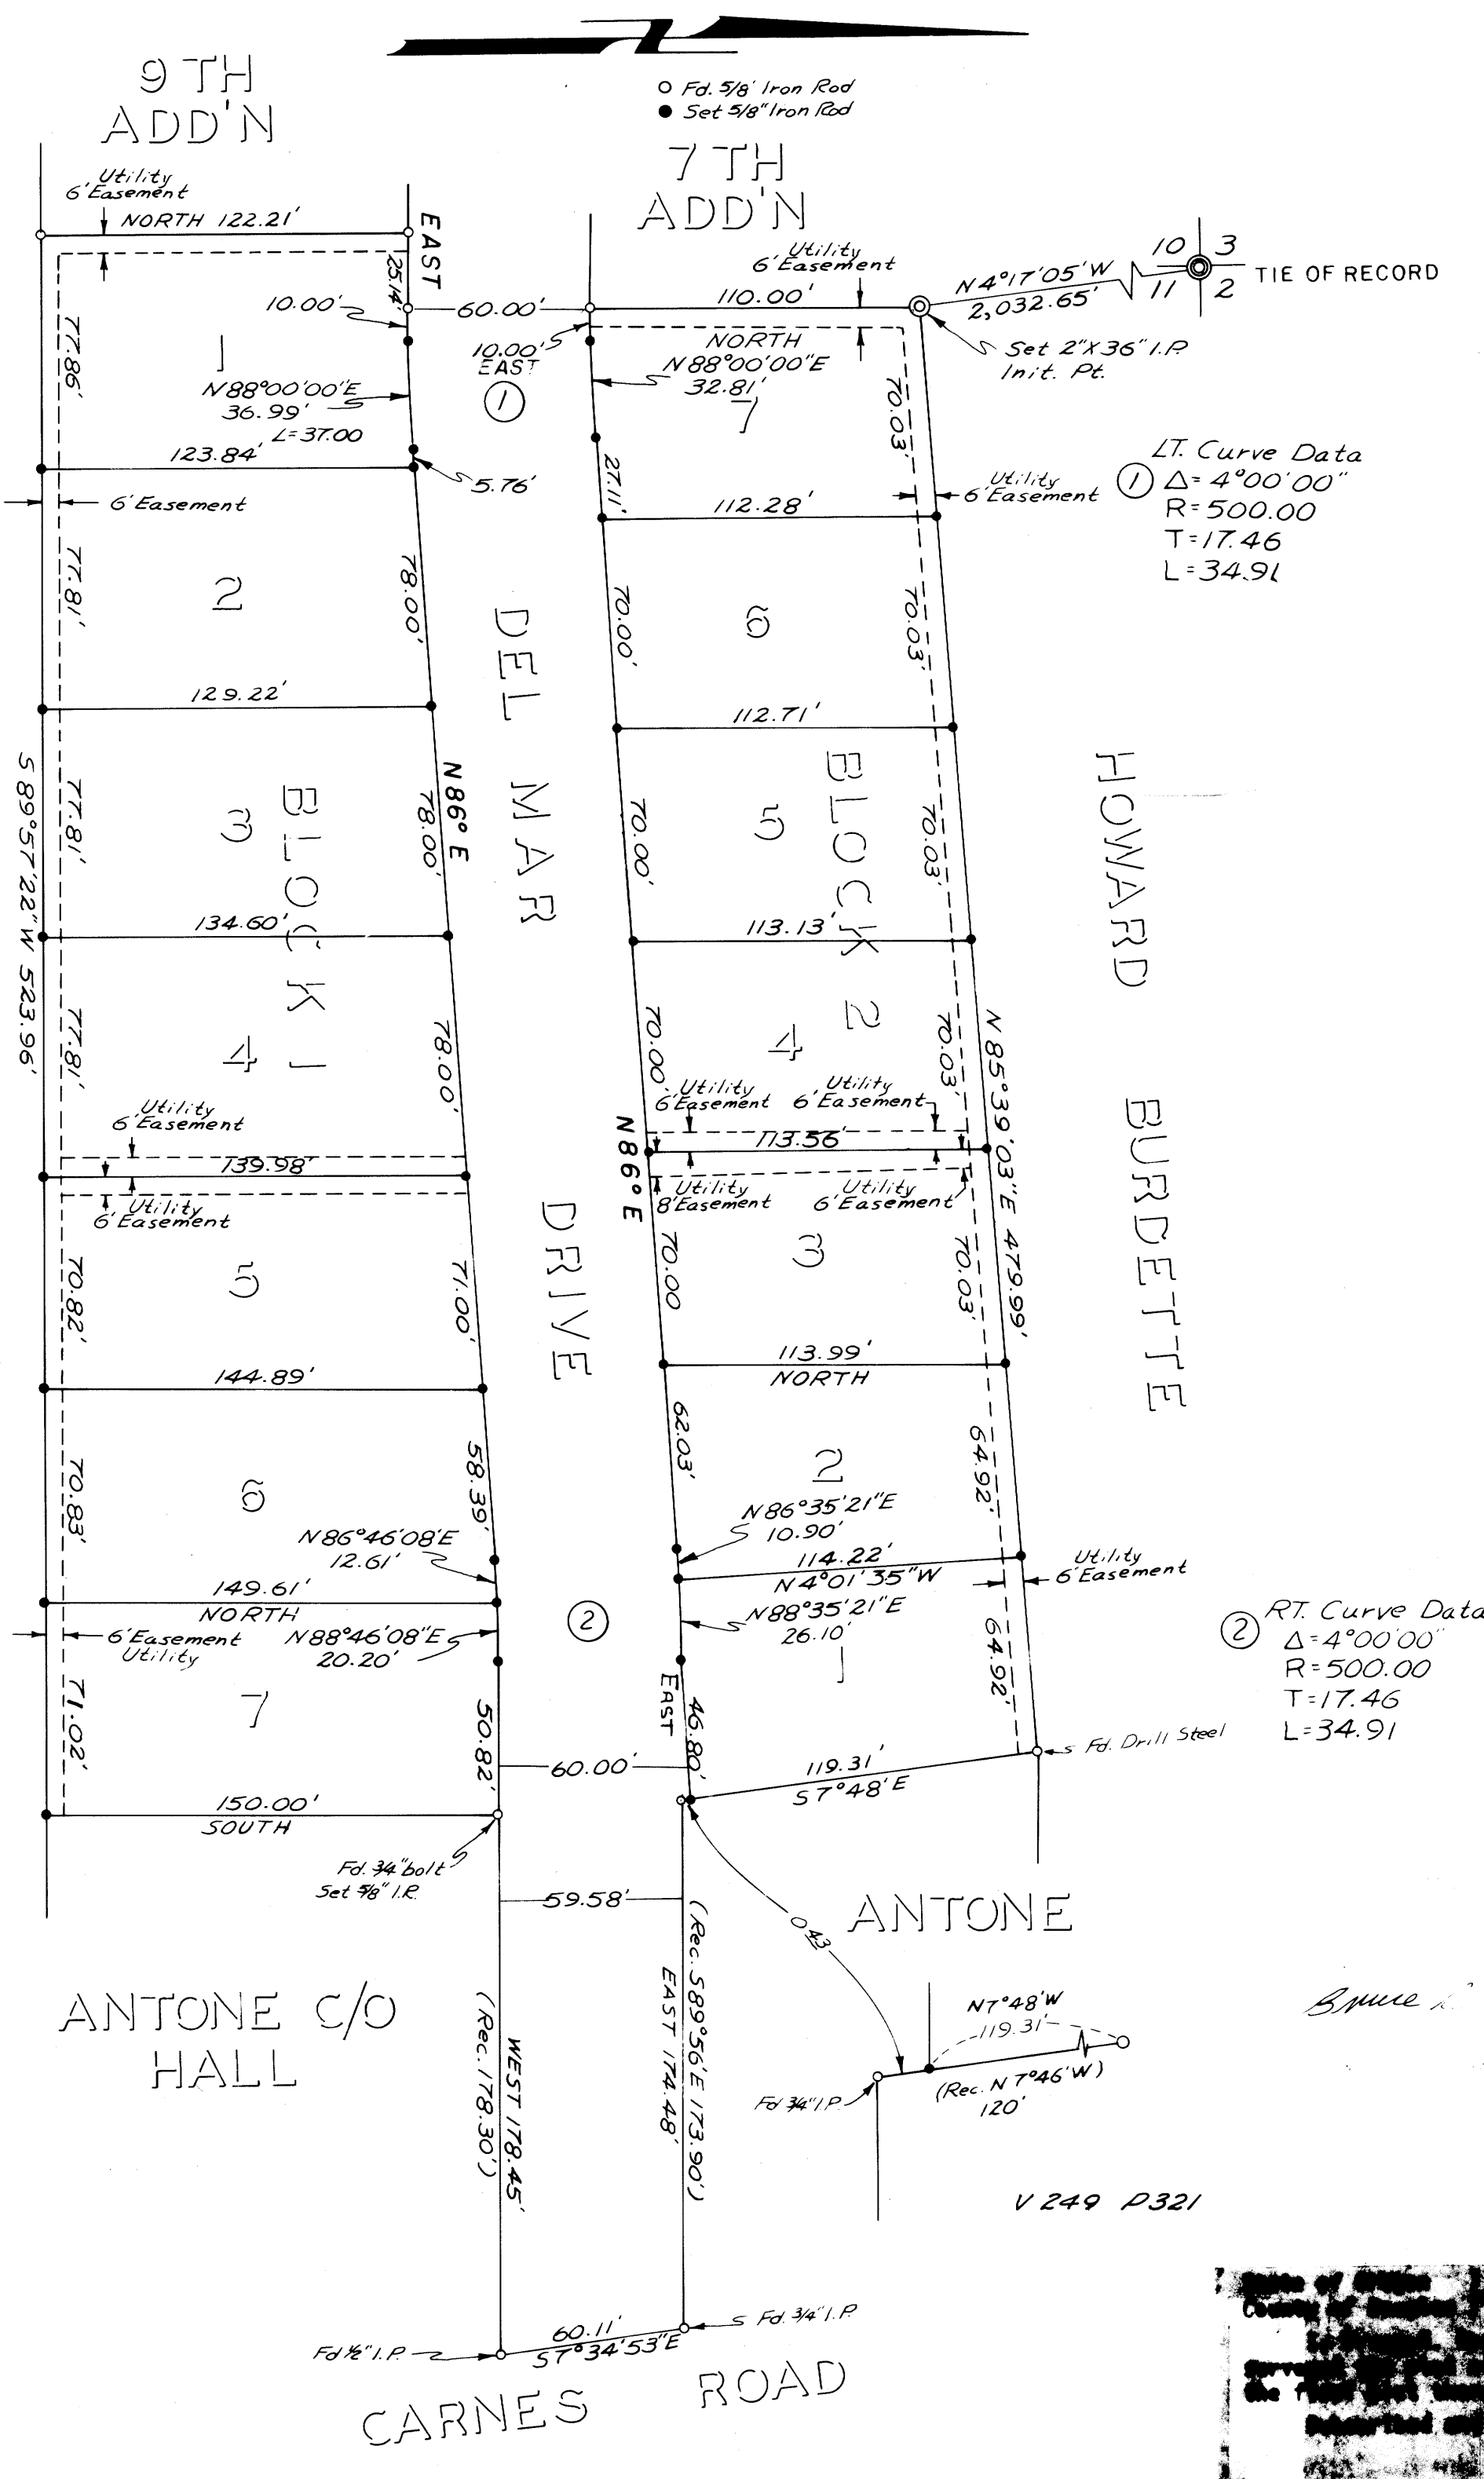 9 TH
ADD'N
○ Fd. 5/8' Iron Rod
● Set 5/8" Iron Rod
7 TH
ADD'N
Utility
6' Easement
NORTH 122.21'
EAST
25.14'
10.00'
60.00'
Utility
6' Easement
110.00'
NORTH
10.00'
EAST
N 4°17'05"W
2,032.65'
10 3
11 2
TIE OF RECORD
Set 2"X36" I.P.
Init. Pt.
77.86'
1
N88°00'00"E
36.99'
L=37.00
1
N88°00'00"E
32.81'
7
70.03'
LT. Curve Data
1 Δ= 4°00'00"
R=500.00
T=17.46
L=34.91
123.84'
5.76'
27.11'
6' Easement
112.28'
Utility
6' Easement
77.81'
2
78.00'
70.00'
6
70.03'
129.22'
112.71'
S 89°57'22"W 523.96'
77.81'
3
BLOCK 1
78.00'
N 86° E
DEL MAR DRIVE
70.00'
5
BLOCK 2
70.03'
HOWARD BURDETTE
134.60'
113.13'
77.81'
4
78.00'
70.00'
4
70.03'
N 85°39'03"E 479.99'
Utility
6' Easement
139.98'
Utility
6' Easement
Utility
6' Easement
Utility
6' Easement
113.56'
Utility
8' Easement
Utility
6' Easement
N 86° E
70.82'
5
71.00'
70.00
3
70.03'
144.89'
113.99'
NORTH
70.83'
6
58.39'
62.03'
2
64.92'
N86°46'08"E
12.61'
N86°35'21"E
10.90'
149.61'
NORTH
114.22'
N4°01'35"W
Utility
6' Easement
6' Easement
Utility
N88°46'08"E
20.20'
2
N88°35'21"E
26.10'
1
64.92'
RT. Curve Data
2 Δ=4°00'00"
R=500.00
T=17.46
L=34.91
71.02'
7
50.82'
EAST
46.80'
60.00'
119.31'
S7°48'E
Fd. Drill Steel
150.00'
SOUTH
Fd. 3/4" bolt
Set 5/8" I.R.
59.58'
0.43
ANTONE
ANTONE C/O
HALL
WEST 178.45'
(Rec. 178.30')
(Rec. S89°56'E 173.90')
EAST 174.48'
N7°48'W
119.31'
(Rec. N 7°46'W)
120'
Fd 3/4" I.P.
Bruce
V 249 P321
60.11'
S7°34'53"E
Fd. 3/4" I.P.
Fd 1/2" I.P.
CARNES ROAD